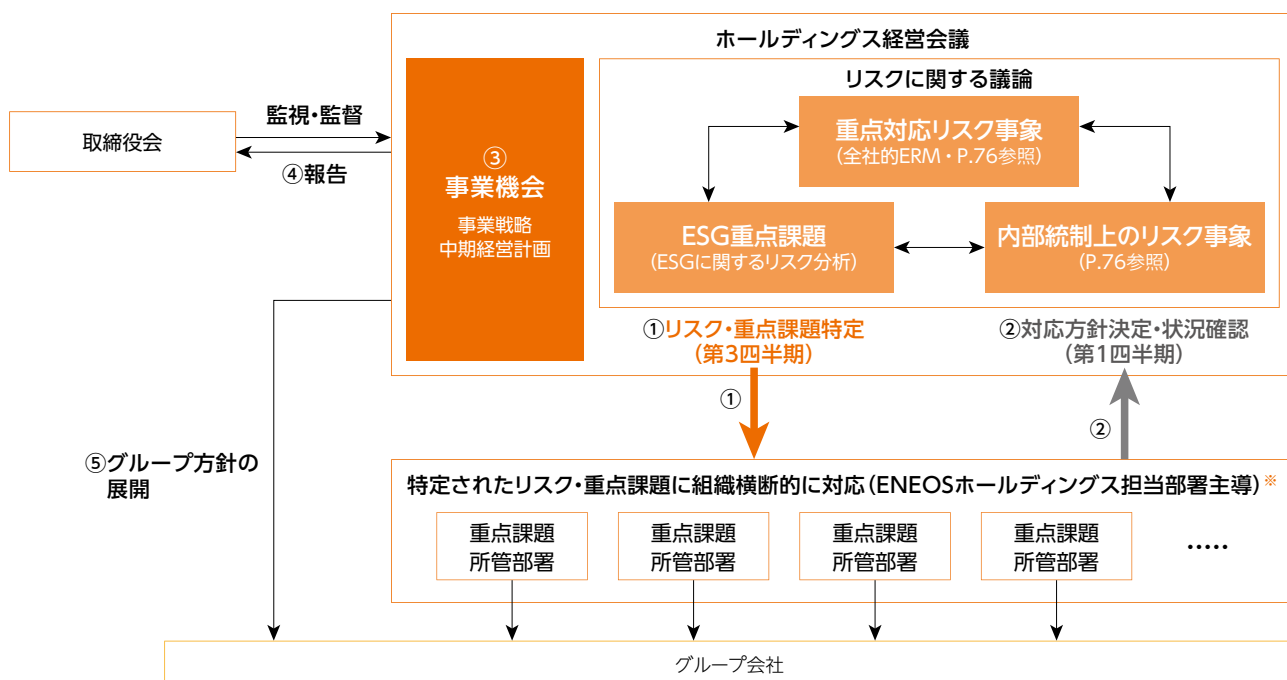 ホールディングス経営会議
取締役会
監視・監督
④報告
③
事業機会
事業戦略
中期経営計画
リスクに関する議論
重点対応リスク事象
(全社的ERM・P.76参照)
ESG重点課題
(ESGに関するリスク分析)
内部統制上のリスク事象
(P.76参照)
①リスク・重点課題特定
(第3四半期)
②対応方針決定・状況確認
(第1四半期)
①
②
⑤グループ方針の
展開
特定されたリスク・重点課題に組織横断的に対応(ENEOSホールディングス担当部署主導)※
重点課題
所管部署
重点課題
所管部署
重点課題
所管部署
重点課題
所管部署
·····
グループ会社